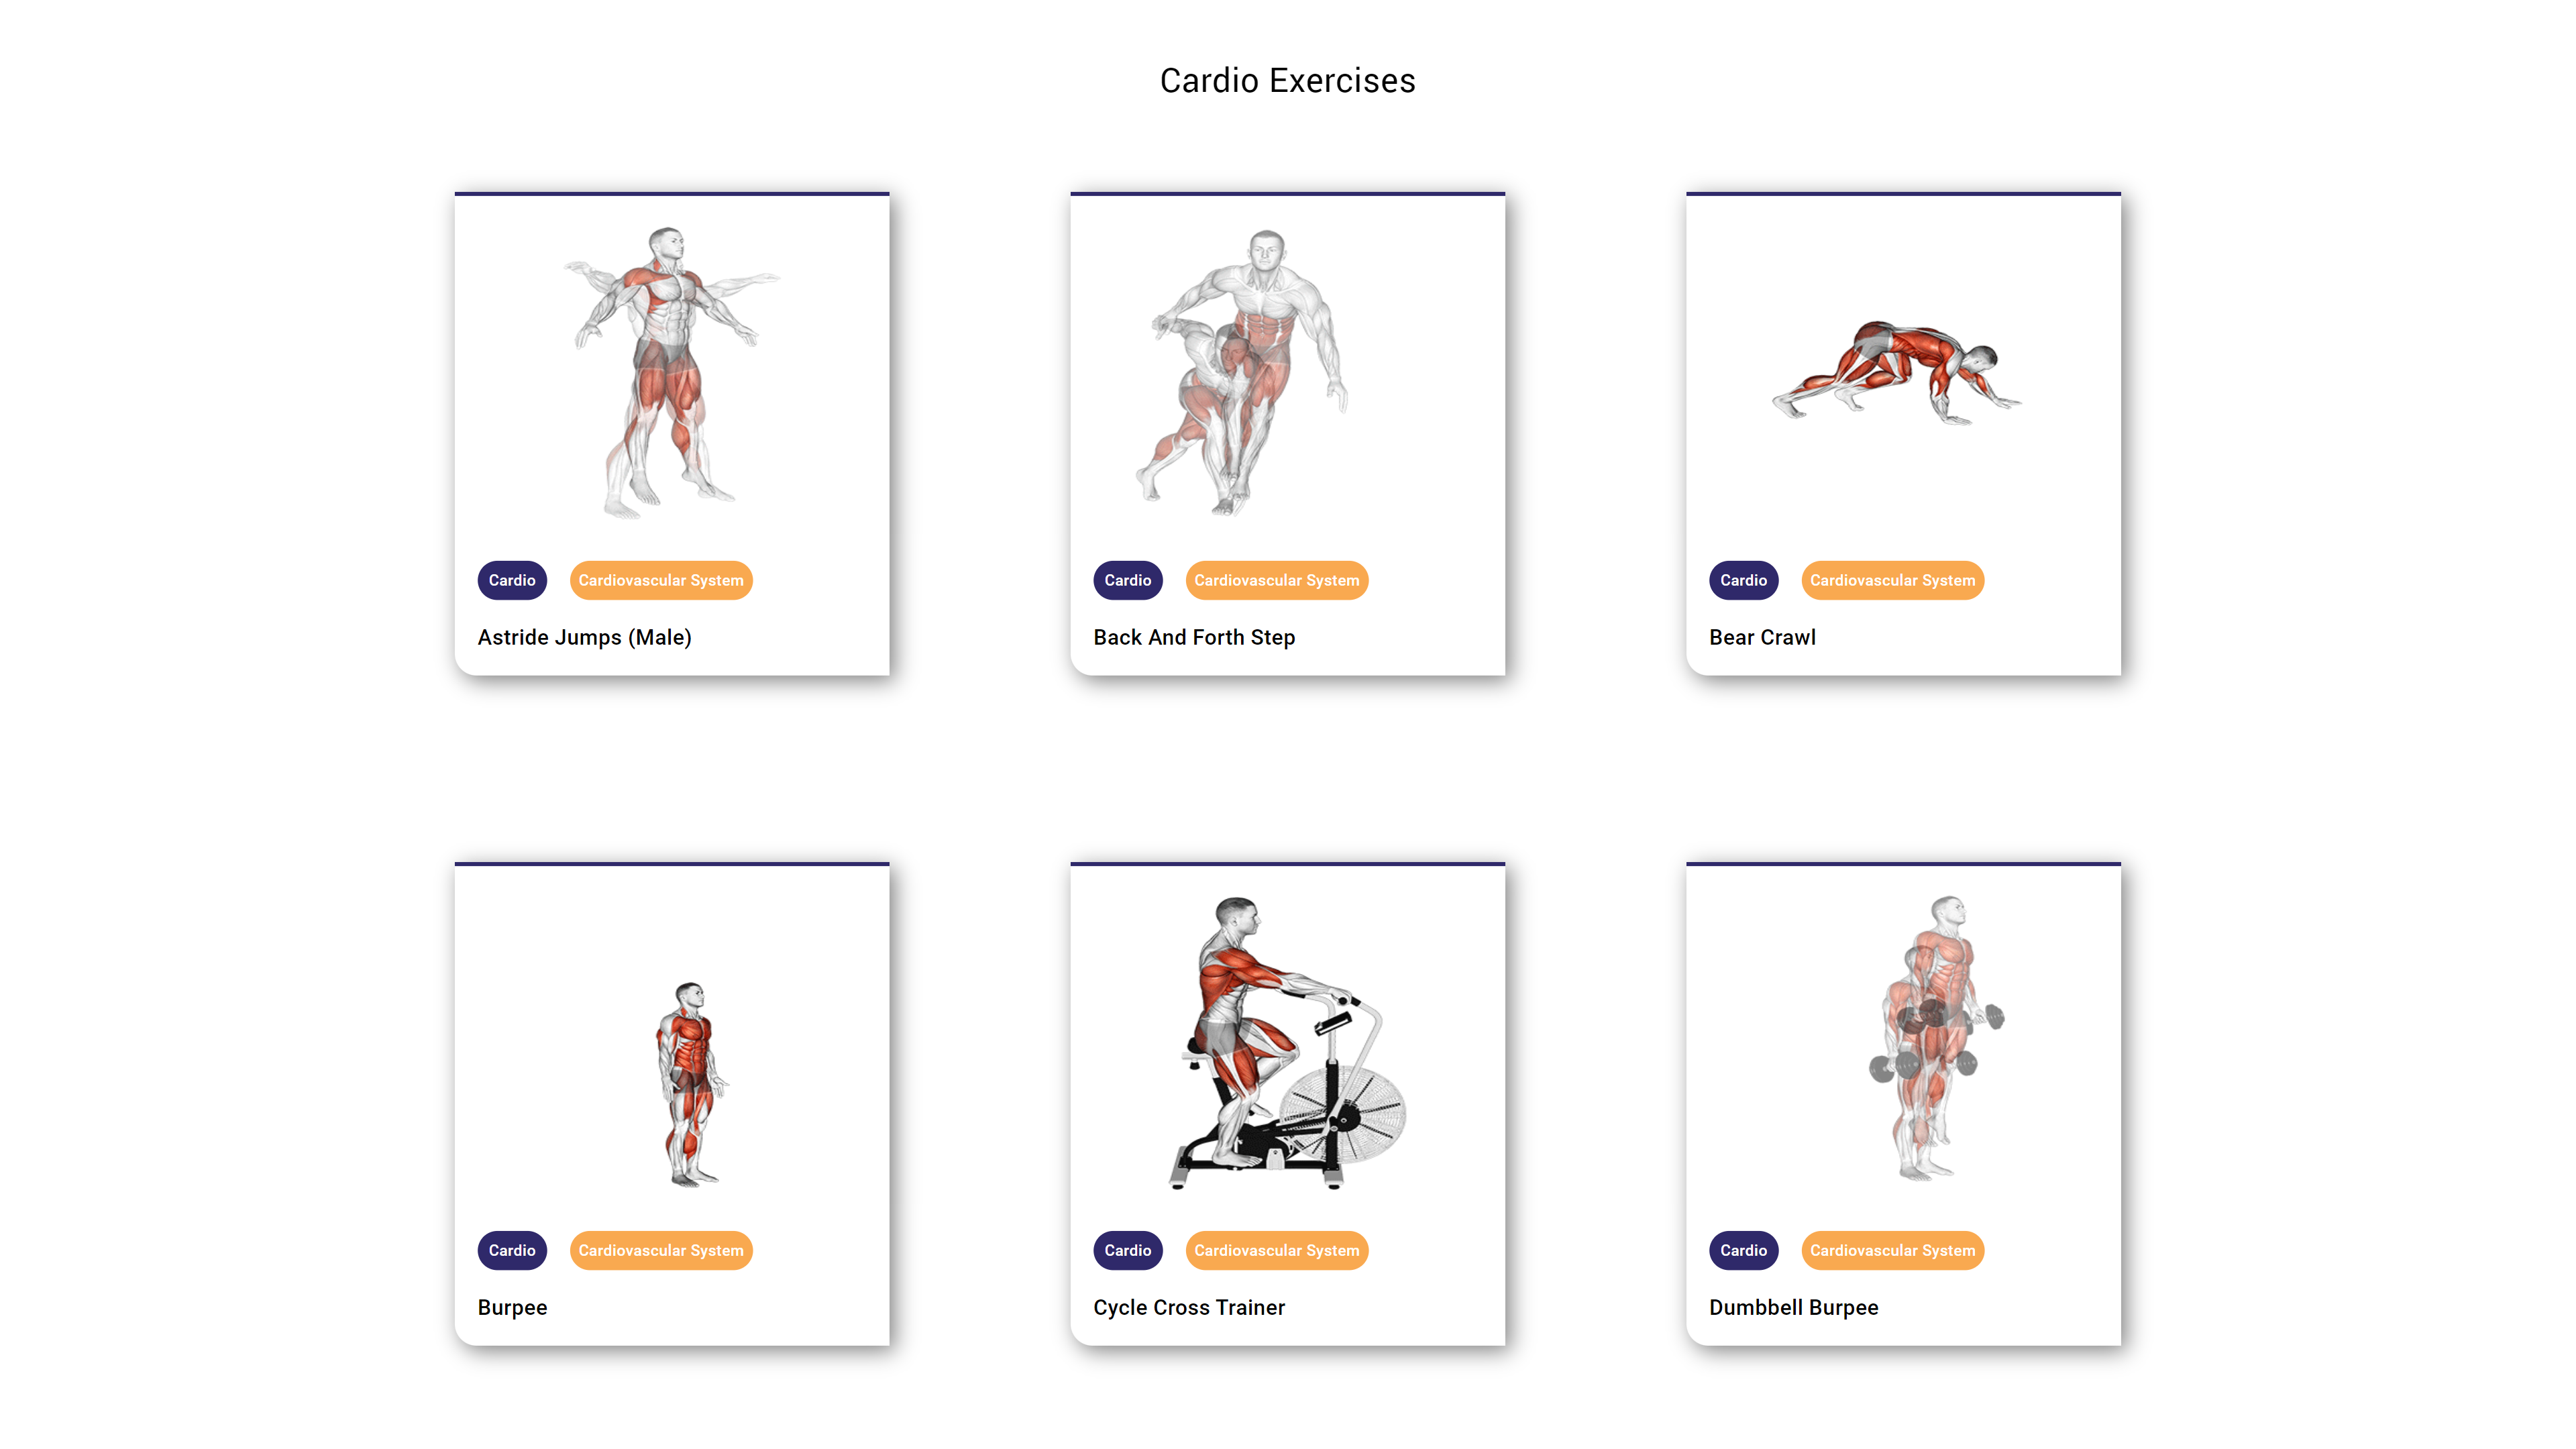 Cardio Exercises
Cardio
Cardiovascular System
Astride Jumps (Male)
Cardio
Cardiovascular System
Back And Forth Step
Cardio
Cardiovascular System
Bear Crawl
Cardio
Cardiovascular System
Burpee
Cardio
Cardiovascular System
Cycle Cross Trainer
Cardio
Cardiovascular System
Dumbbell Burpee